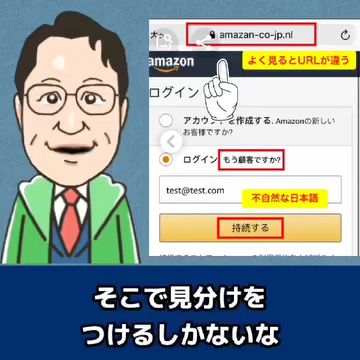 amazan-co-jp.nl
amazon
よく見るとURLが違う
ログイン
アカウントを作成する. Amazonの新しい
お客様ですか?
ログイン もう顧客ですか?
test@test.com
不自然な日本語
持続する
そこで見分けを
つけるしかないな